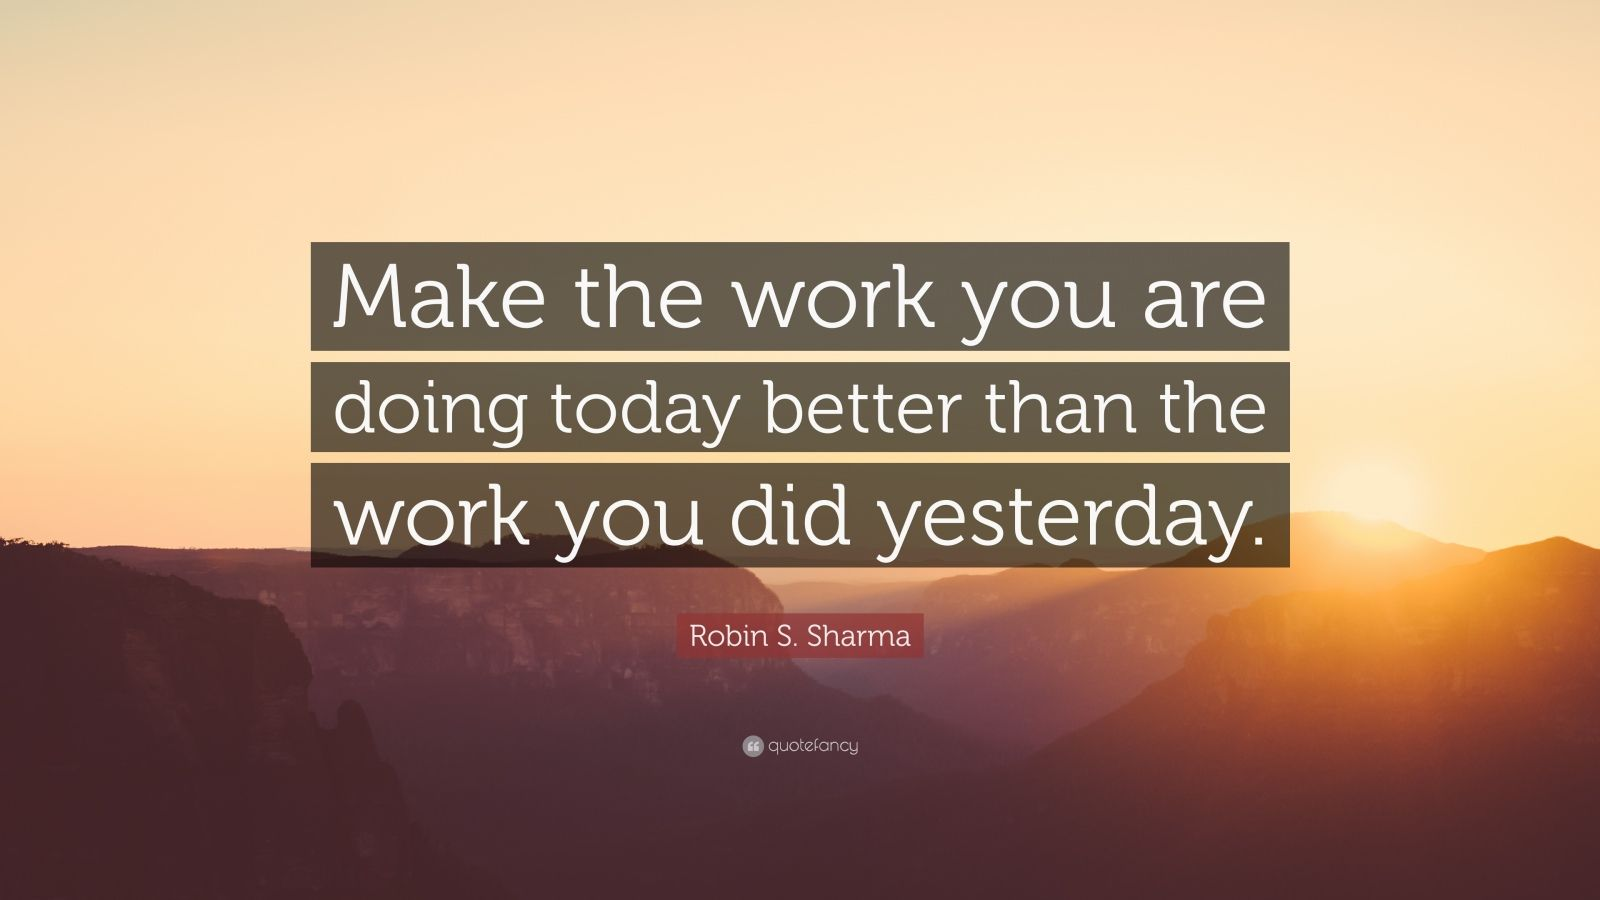 Make the work you are
doing today better than the
work you did yesterday.
Robin S. Sharma
quotefancy